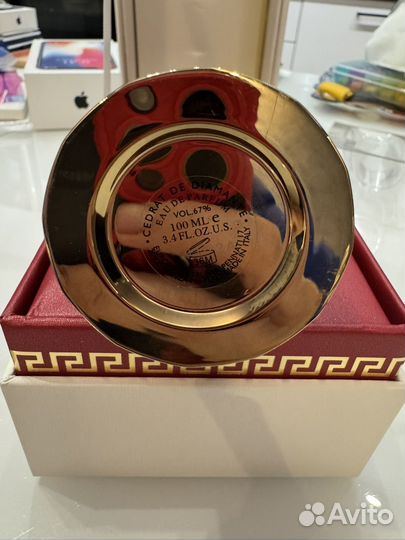 CEDRAT DE DIAMANTE
EAU DE PARFUM
VOL.67%
100 ML e
3.4 FL.OZ.U.S.
MADE IN ITALY
Avito